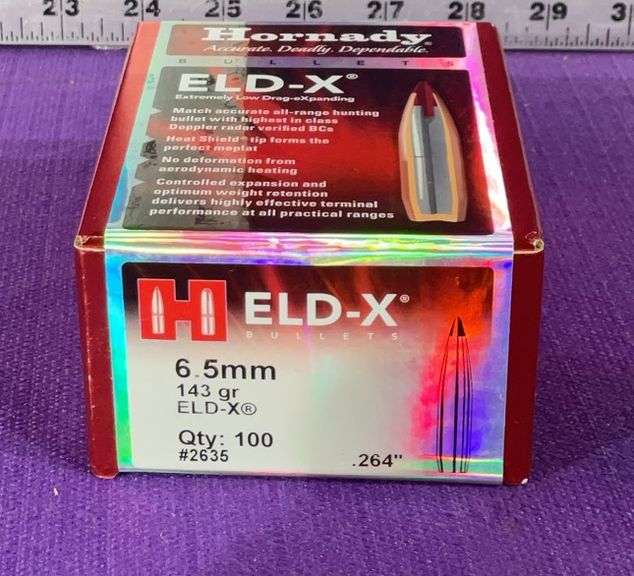 23 24 25 26 27 28 29
Hornady®
Accurate. Deadly. Dependable.
BULLETS
ELD-X®
Extremely Low Drag-eXpanding
Match accurate all-range hunting
bullet with highest in class
Doppler radar verified BCs
Heat Shield® tip forms the
perfect meplat
No deformation from
aerodynamic heating
Controlled expansion and
optimum weight retention
delivers highly effective terminal
performance at all practical ranges
H ELD-X®
BULLETS
6.5mm
143 gr
ELD-X®
Qty: 100
#2635
.264"